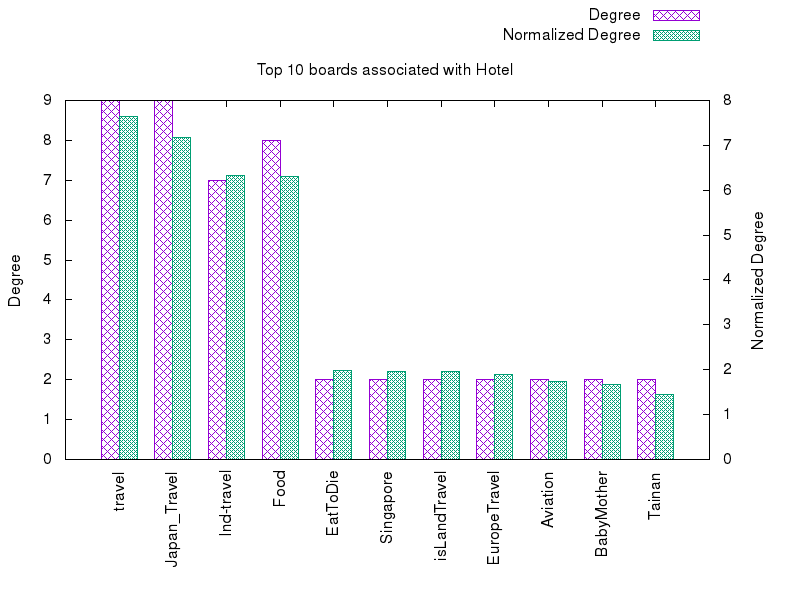 Degree
Normalized Degree
Top 10 boards associated with Hotel
9
8
7
6
5
4
3
2
1
0
Degree
8
7
6
5
4
3
2
1
0
Normalized Degree
travel
Japan_Travel
Ind-travel
Food
EatToDie
Singapore
isLandTravel
EuropeTravel
Aviation
BabyMother
Tainan